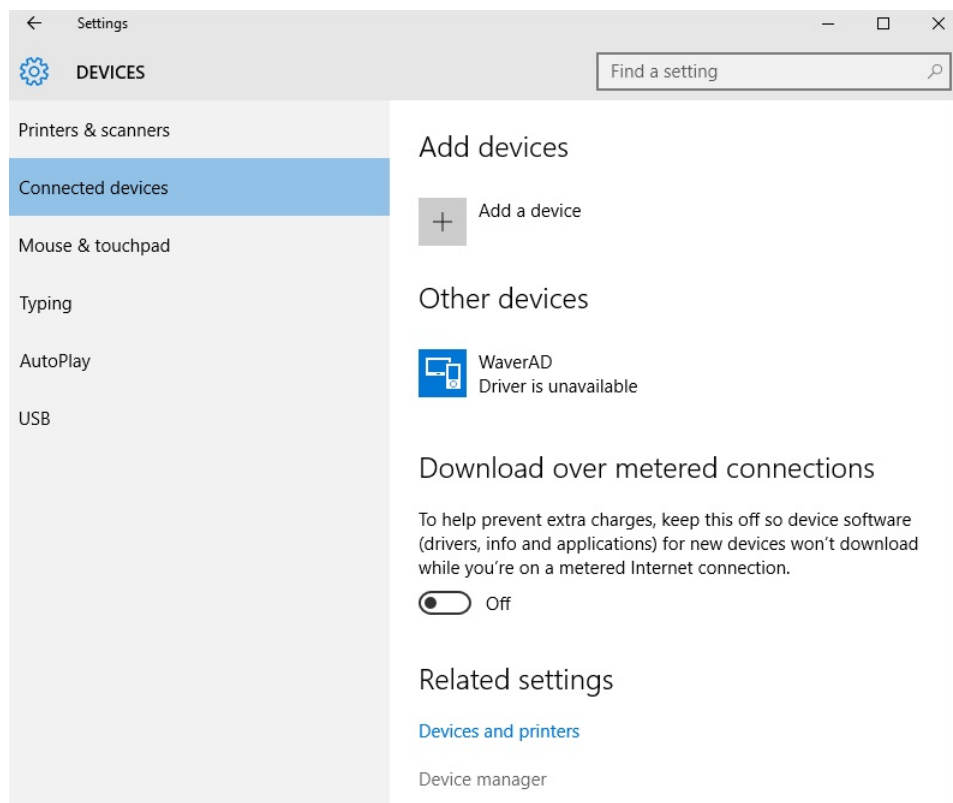 Settings
DEVICES
Find a setting
Printers & scanners
Connected devices
Mouse & touchpad
Typing
AutoPlay
USB
Add devices
Add a device
Other devices
WaverAD
Driver is unavailable
Download over metered connections
To help prevent extra charges, keep this off so device software
(drivers, info and applications) for new devices won't download
while you're on a metered Internet connection.
Off
Related settings
Devices and printers
Device manager